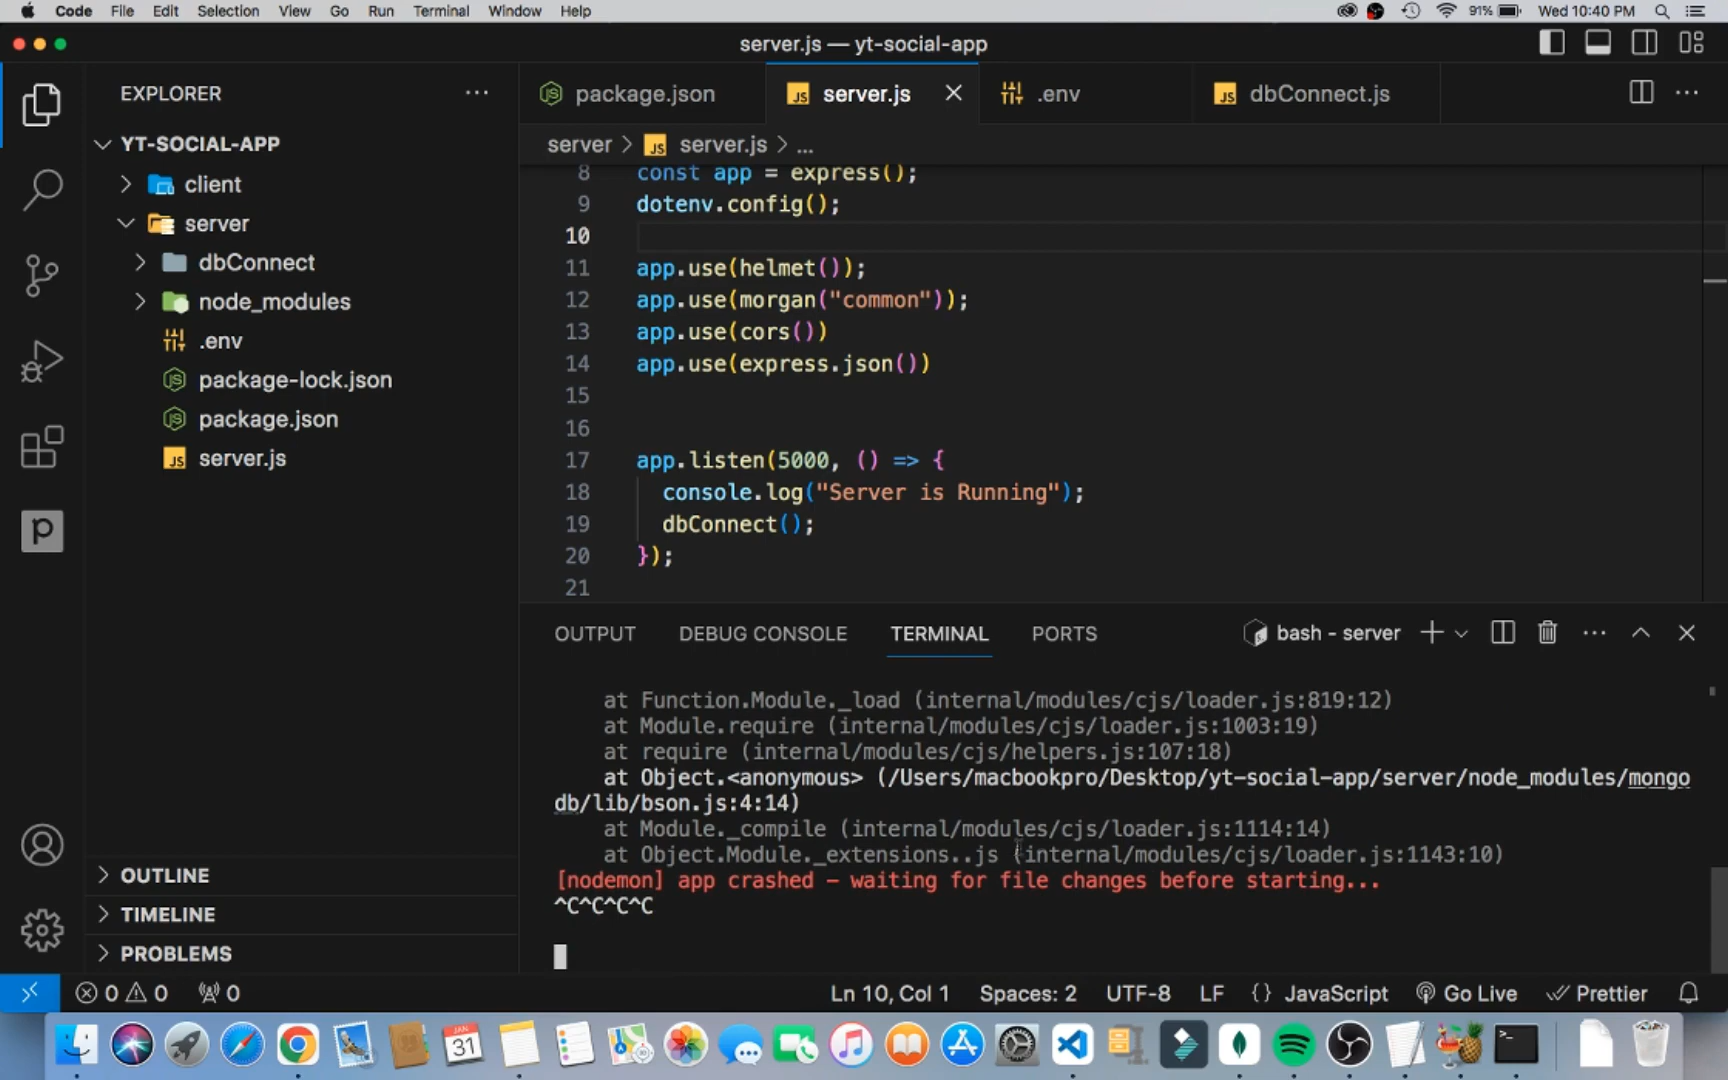 Code File Edit Selection View Go Run Terminal Window Help 91% Wed 10:40 PM
server.js — yt-social-app
EXPLORER
package.json server.js .env dbConnect.js
server > server.js > ...
YT-SOCIAL-APP
client
server
dbConnect
node_modules
.env
package-lock.json
package.json
server.js
OUTLINE
TIMELINE
PROBLEMS
8 const app = express();
9 dotenv.config();
10
11 app.use(helmet());
12 app.use(morgan("common"));
13 app.use(cors())
14 app.use(express.json())
15
16
17 app.listen(5000, () => {
18 console.log("Server is Running");
19 dbConnect();
20 });
21
OUTPUT DEBUG CONSOLE TERMINAL PORTS bash - server
at Function.Module._load (internal/modules/cjs/loader.js:819:12)
at Module.require (internal/modules/cjs/loader.js:1003:19)
at require (internal/modules/cjs/helpers.js:107:18)
at Object.<anonymous> (/Users/macbookpro/Desktop/yt-social-app/server/node_modules/mongo
db/lib/bson.js:4:14)
at Module._compile (internal/modules/cjs/loader.js:1114:14)
at Object.Module._extensions..js (internal/modules/cjs/loader.js:1143:10)
[nodemon] app crashed - waiting for file changes before starting...
^C^C^C^C
0 0 0 Ln 10, Col 1 Spaces: 2 UTF-8 LF {} JavaScript Go Live Prettier
JAN
31